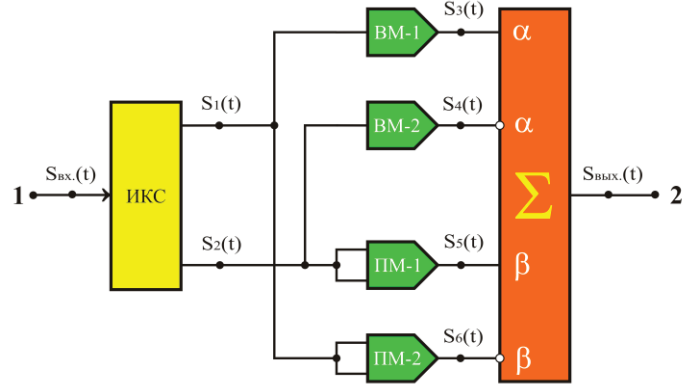 S₃(t)
ВМ-1 α
S₁(t) S₄(t)
ВМ-2 α
1 Sвх.(t) ИКС Σ Sвых.(t) 2
S₂(t) S₅(t)
ПМ-1 β
S₆(t)
ПМ-2 β